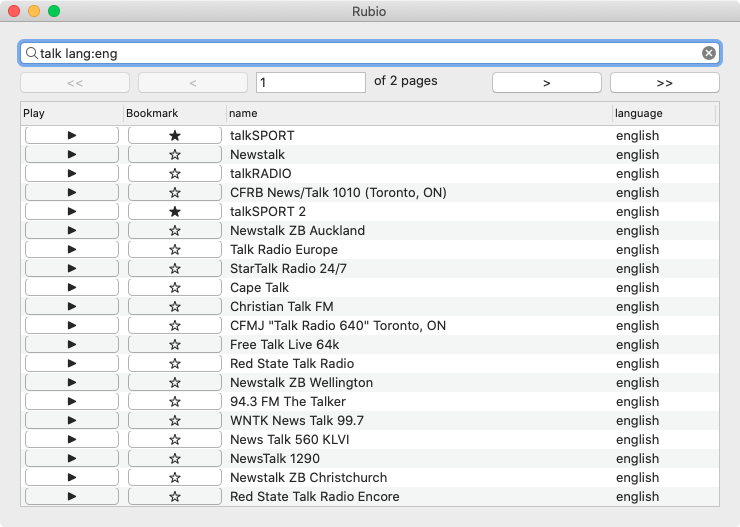 Rubio
talk lang:eng
<< < 1 of 2 pages > >>
Play Bookmark name language
talkSPORT english
Newstalk english
talkRADIO english
CFRB News/Talk 1010 (Toronto, ON) english
talkSPORT 2 english
Newstalk ZB Auckland english
Talk Radio Europe english
StarTalk Radio 24/7 english
Cape Talk english
Christian Talk FM english
CFMJ "Talk Radio 640" Toronto, ON english
Free Talk Live 64k english
Red State Talk Radio english
Newstalk ZB Wellington english
94.3 FM The Talker english
WNTK News Talk 99.7 english
News Talk 560 KLVI english
NewsTalk 1290 english
Newstalk ZB Christchurch english
Red State Talk Radio Encore english